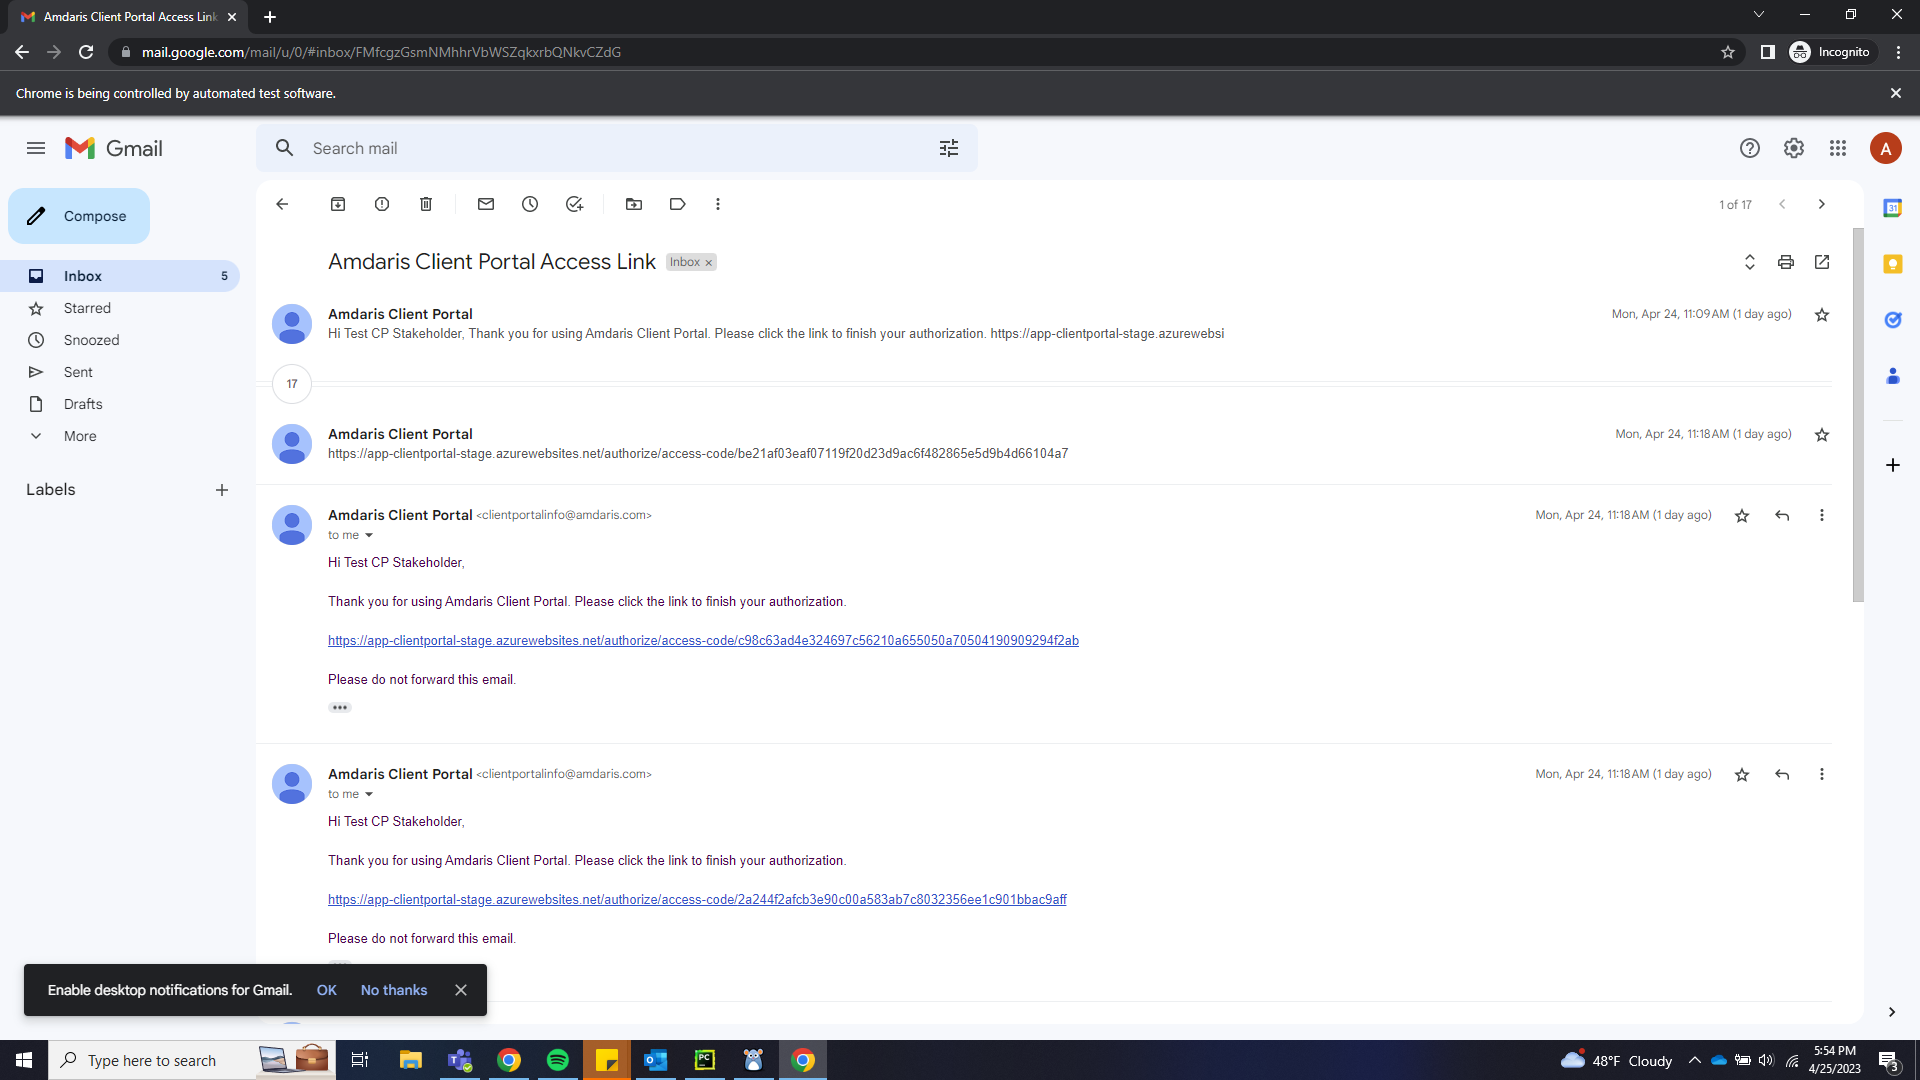 Amdaris Client Portal Access Link
mail.google.com/mail/u/0/#inbox/FMfcgzGsmNMhhrVbWSZqkxrbQNkvCZdG
Incognito
Chrome is being controlled by automated test software.
Gmail
Search mail
A
Compose
1 of 17
31
Inbox 5
Starred
Snoozed
Sent
Drafts
More
Labels
Amdaris Client Portal Access Link Inbox ×
Amdaris Client Portal Mon, Apr 24, 11:09 AM (1 day ago)
Hi Test CP Stakeholder, Thank you for using Amdaris Client Portal. Please click the link to finish your authorization. https://app-clientportal-stage.azurewebsi
17
Amdaris Client Portal Mon, Apr 24, 11:18 AM (1 day ago)
https://app-clientportal-stage.azurewebsites.net/authorize/access-code/be21af03eaf07119f20d23d9ac6f482865e5d9b4d66104a7
Amdaris Client Portal <clientportalinfo@amdaris.com> Mon, Apr 24, 11:18 AM (1 day ago)
to me
Hi Test CP Stakeholder,
Thank you for using Amdaris Client Portal. Please click the link to finish your authorization.
https://app-clientportal-stage.azurewebsites.net/authorize/access-code/c98c63ad4e324697c56210a655050a70504190909294f2ab
Please do not forward this email.
Amdaris Client Portal <clientportalinfo@amdaris.com> Mon, Apr 24, 11:18 AM (1 day ago)
to me
Hi Test CP Stakeholder,
Thank you for using Amdaris Client Portal. Please click the link to finish your authorization.
https://app-clientportal-stage.azurewebsites.net/authorize/access-code/2a244f2afcb3e90c00a583ab7c8032356ee1c901bbac9aff
Please do not forward this email.
Enable desktop notifications for Gmail. OK No thanks
Type here to search
PC
48°F Cloudy
5:54 PM
4/25/2023
3